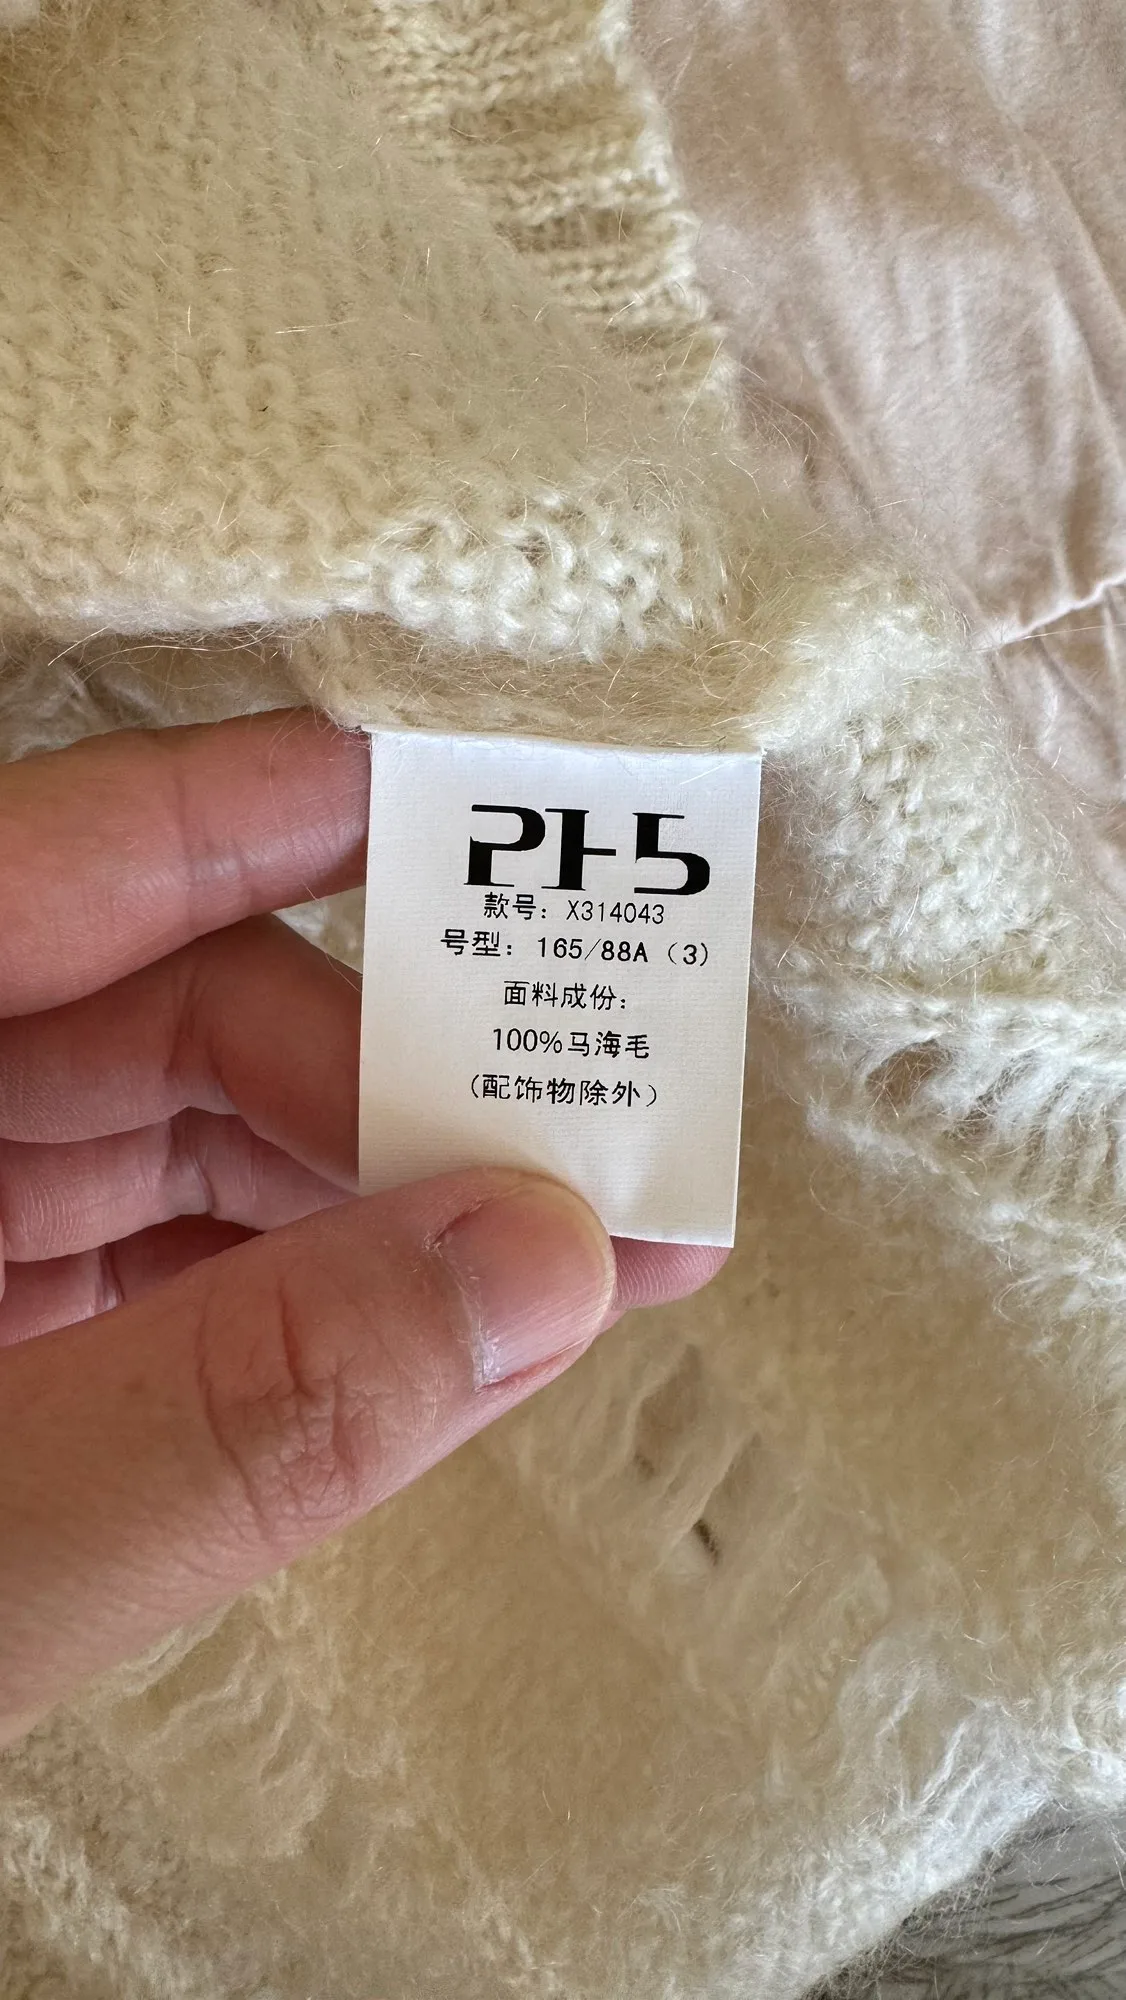 PH5
款号：X314043
号型：165/88A（3）
面料成份：
100%马海毛
（配饰物除外）